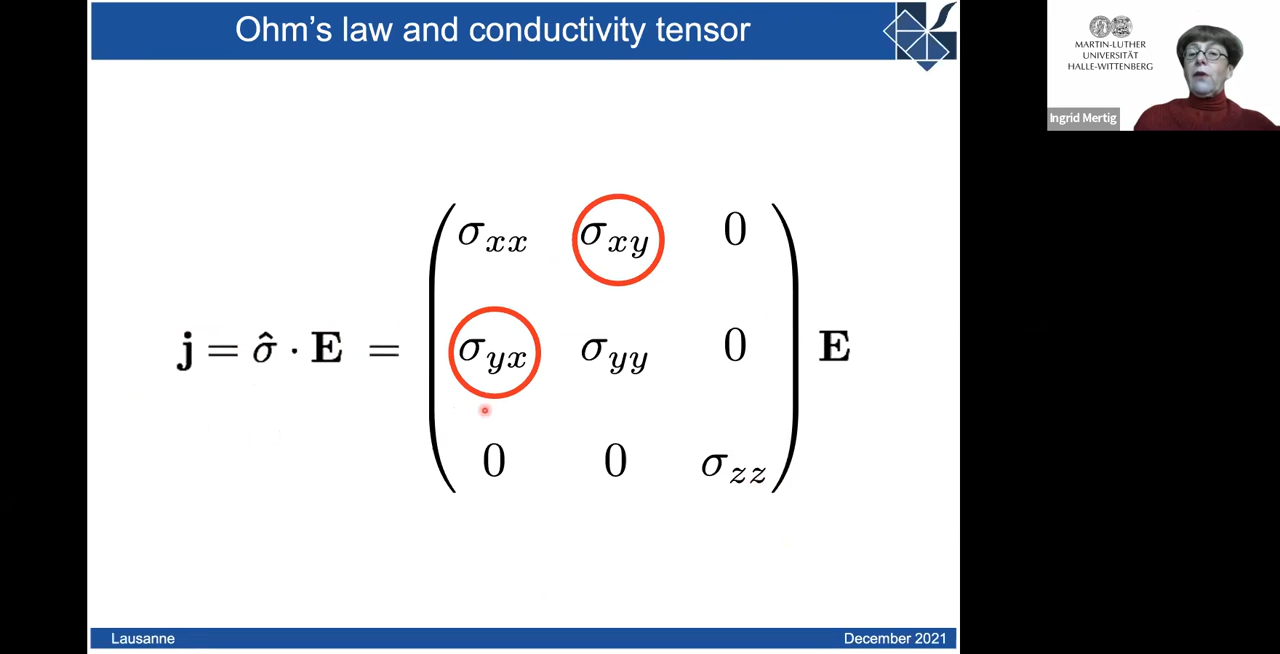 Ohm's law and conductivity tensor
MARTIN-LUTHER
UNIVERSITÄT
HALLE-WITTENBERG
Ingrid Mertig
σxx σxy 0
j = σ̂ · E = σyx σyy 0 E
0 0 σzz
Lausanne
December 2021